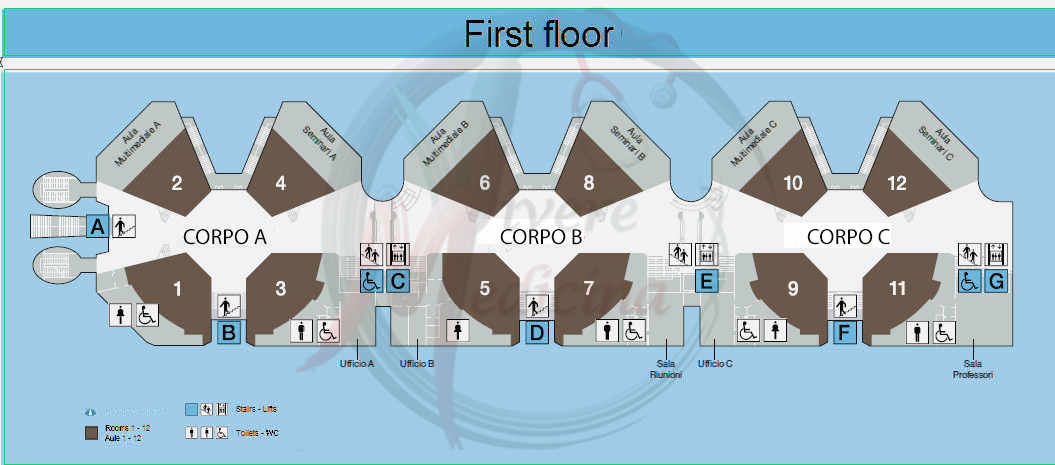 First floor
Aula
Multimediale A
Aula
Seminari A
Aula
Multimediale B
Aula
Seminari B
Aula
Multimediale C
Aula
Seminari C
2
4
6
8
10
12
A
CORPO A
CORPO B
CORPO C
Vivere
Medicina
C
E
G
1
3
5
7
9
11
B
D
F
Ufficio A
Ufficio B
Sala
Riunioni
Ufficio C
Sala
Professori
Rooms 1 - 12
Aule 1 - 12
Stairs - Lifts
Toilets - WC